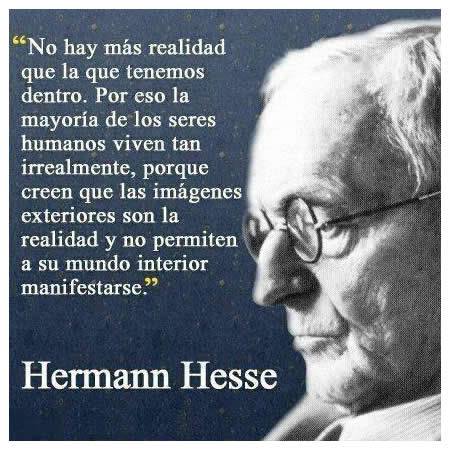 “No hay más realidad
que la que tenemos
dentro. Por eso la
mayoría de los seres
humanos viven tan
irrealmente, porque
creen que las imágenes
exteriores son la
realidad y no permiten
a su mundo interior
manifestarse.”
Hermann Hesse